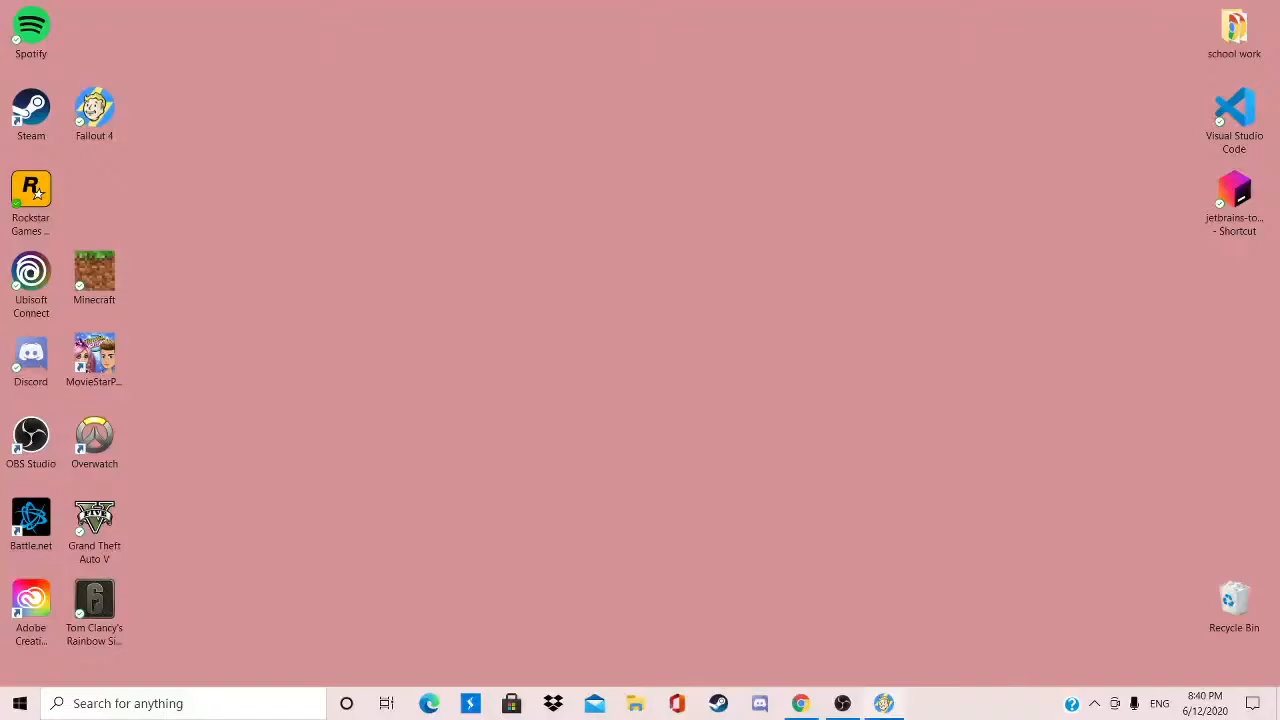 Spotify
Steam
Fallout 4
Rockstar
Games ...
Ubisoft
Connect
Minecraft
Discord
MovieStarP...
OBS Studio
Overwatch
Battle.net
Grand Theft
Auto V
Adobe
Creati...
Tom Clancy's
Rainbow Si...
school work
Visual Studio
Code
jetbrains-to...
- Shortcut
Recycle Bin
Search for anything
ENG
8:40 PM
6/12/2020